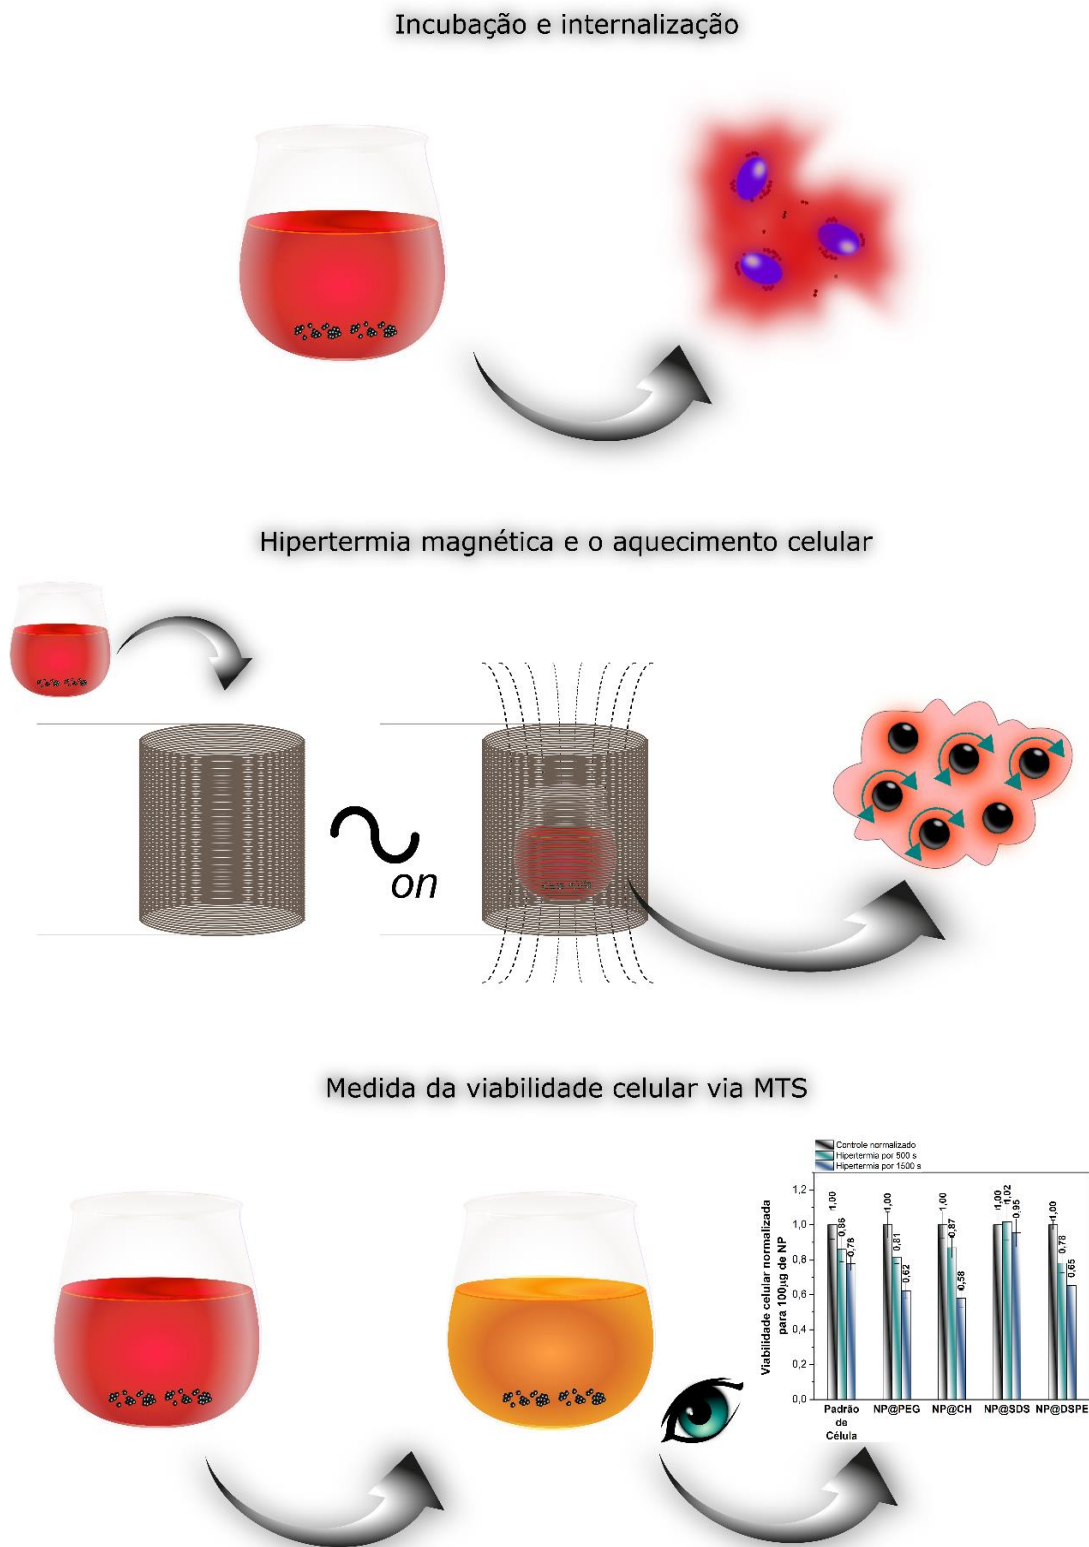 Incubação e internalização
Hipertermia magnética e o aquecimento celular
on
Medida da viabilidade celular via MTS
Controle normalizado
Hipertermia por 500 s
Hipertermia por 1500 s
Viabilidade celular normalizada
para 100µg de NP
1,2
1,0
0,8
0,6
0,4
0,2
0,0
1,00
0,86
0,78
1,00
0,81
0,62
1,00
0,87
0,58
1,00
1,02
0,95
1,00
0,78
0,65
Padrão
de
Célula
NP@PEG
NP@CH
NP@SDS
NP@DSPE